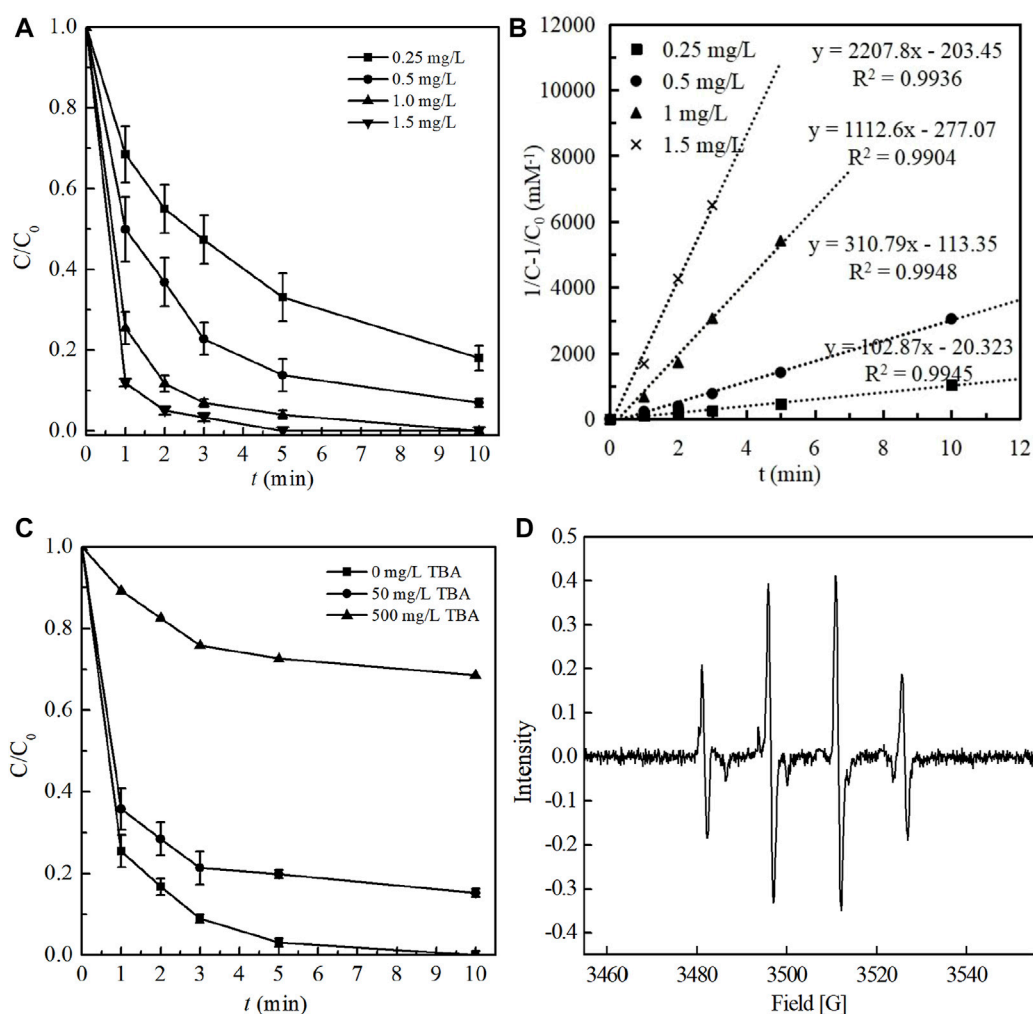 A
1.0
0.8
0.6
0.4
0.2
0.0
C/C0
0.25 mg/L
0.5 mg/L
1.0 mg/L
1.5 mg/L
0 1 2 3 4 5 6 7 8 9 10
t (min)
B
12000
10000
8000
6000
4000
2000
0
1/C-1/C0 (mM-1)
0.25 mg/L
0.5 mg/L
1 mg/L
1.5 mg/L
y = 2207.8x - 203.45
R2 = 0.9936
y = 1112.6x - 277.07
R2 = 0.9904
y = 310.79x - 113.35
R2 = 0.9948
y = 102.87x - 20.323
R2 = 0.9945
0 2 4 6 8 10 12
t (min)
C
1.0
0.8
0.6
0.4
0.2
0.0
C/C0
0 mg/L TBA
50 mg/L TBA
500 mg/L TBA
0 1 2 3 4 5 6 7 8 9 10
t (min)
D
0.5
0.4
0.3
0.2
0.1
0.0
-0.1
-0.2
-0.3
-0.4
Intensity
3460 3480 3500 3520 3540
Field [G]